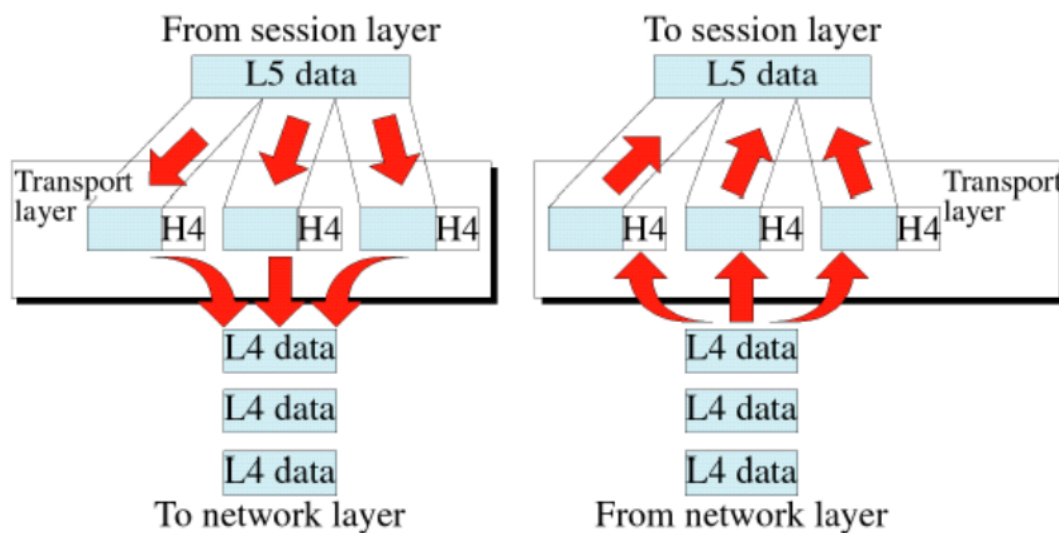 From session layer
L5 data
Transport
layer
H4
H4
H4
L4 data
L4 data
L4 data
To network layer
To session layer
L5 data
Transport
layer
H4
H4
H4
L4 data
L4 data
L4 data
From network layer